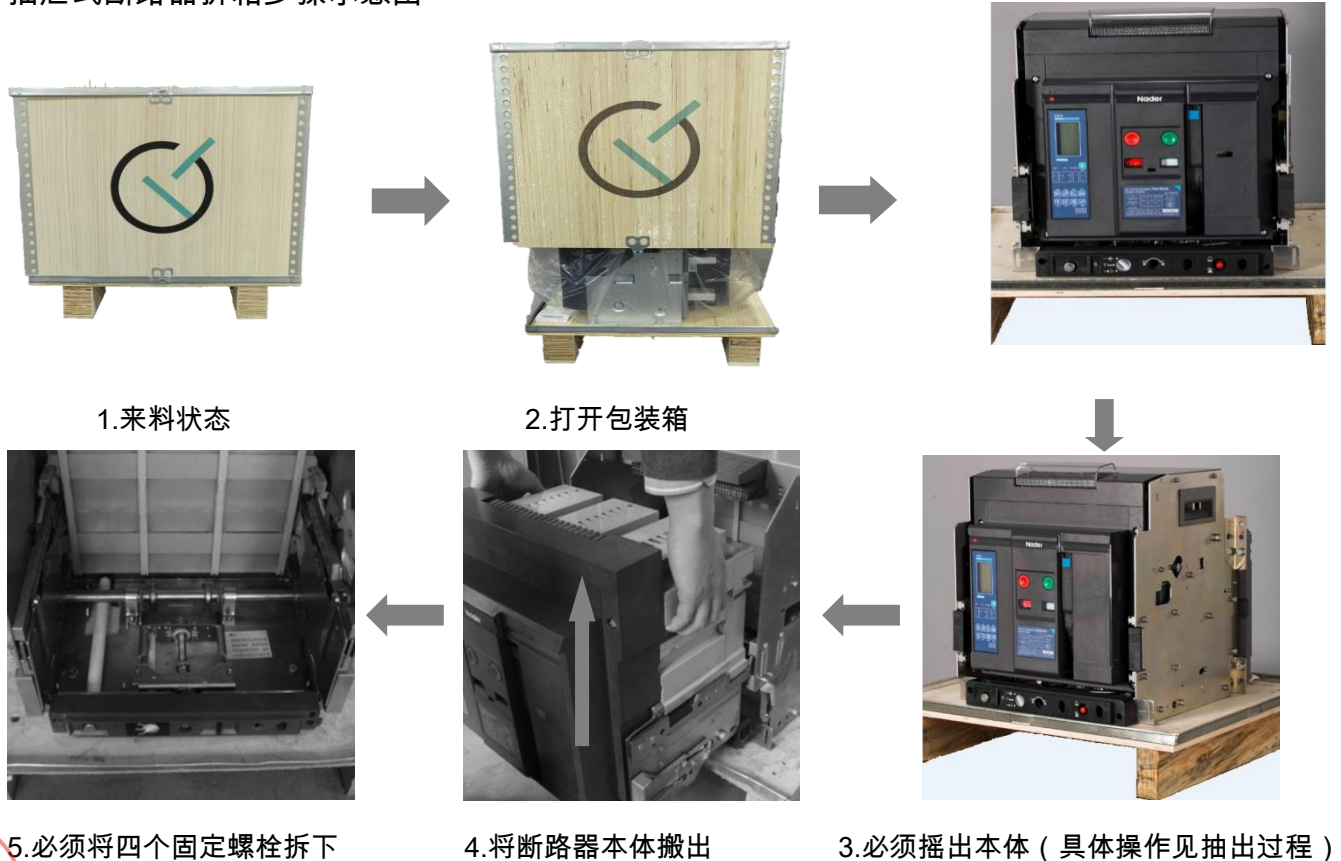 抽屉式断路器拆箱步骤示意图
Nader
1.来料状态
2.打开包装箱
Nader
5.必须将四个固定螺栓拆下
4.将断路器本体搬出
3.必须摇出本体（具体操作见抽出过程）